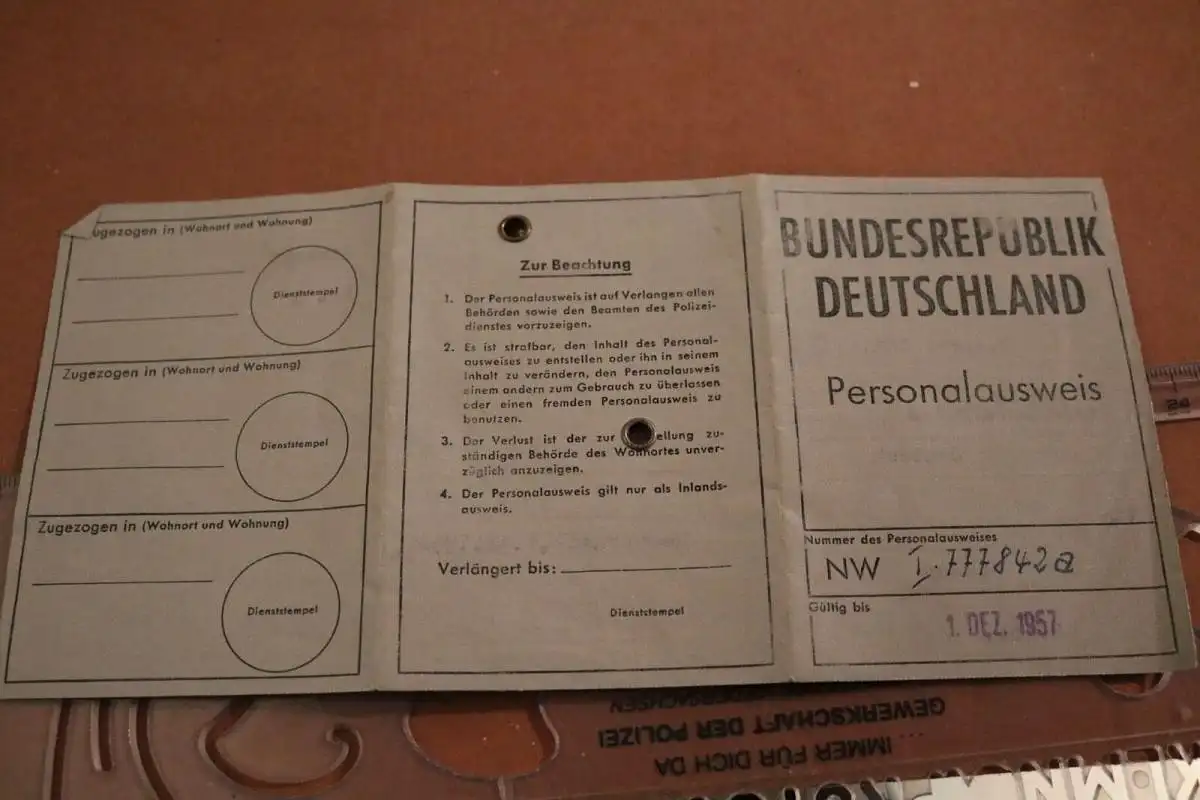 Zugezogen in (Wohnort und Wohnung)
Dienststempel
Zugezogen in (Wohnort und Wohnung)
Dienststempel
Zugezogen in (Wohnort und Wohnung)
Dienststempel
Zur Beachtung
1. Der Personalausweis ist auf Verlangen allen
Behörden sowie den Beamten des Polizei-
dienstes vorzuzeigen.
2. Es ist strafbar, den Inhalt des Personal-
ausweises zu entstellen oder ihn in seinem
Inhalt zu verändern, den Personalausweis
einem andern zum Gebrauch zu überlassen
oder einen fremden Personalausweis zu
benutzen.
3. Der Verlust ist der zur ellung zu-
ständigen Behörde des Wohnortes unver-
züglich anzuzeigen.
4. Der Personalausweis gilt nur als Inlands-
ausweis.
Verlängert bis:
Dienststempel
BUNDESREPUBLIK
DEUTSCHLAND
Personalausweis
Nummer des Personalausweises
NW I.777842a
Gültig bis
1. DEZ. 1957
24
IMMER FÜR DICH DA ...
GEWERKSCHAFT DER POLIZEI